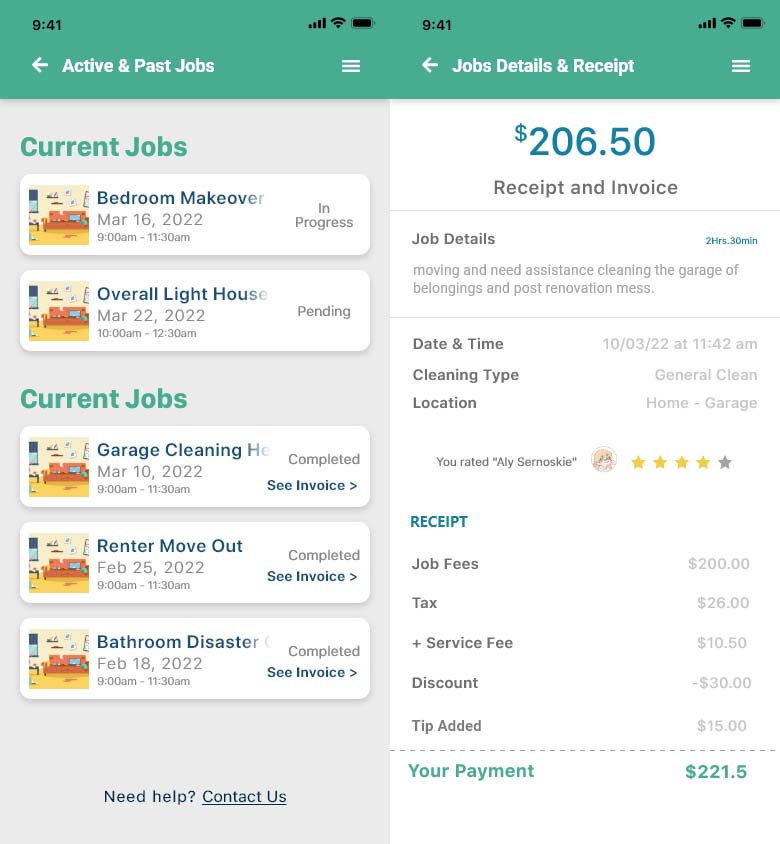 9:41
Active & Past Jobs
Current Jobs
Bedroom Makeover
Mar 16, 2022
9:00am - 11:30am
In
Progress
Overall Light House
Mar 22, 2022
10:00am - 12:30am
Pending
Current Jobs
Garage Cleaning He
Mar 10, 2022
9:00am - 11:30am
Completed
See Invoice >
Renter Move Out
Feb 25, 2022
9:00am - 11:30am
Completed
See Invoice >
Bathroom Disaster
Feb 18, 2022
9:00am - 11:30am
Completed
See Invoice >
Need help? Contact Us
9:41
Jobs Details & Receipt
$206.50
Receipt and Invoice
Job Details 2Hrs.30min
moving and need assistance cleaning the garage of
belongings and post renovation mess.
Date & Time 10/03/22 at 11:42 am
Cleaning Type General Clean
Location Home - Garage
You rated "Aly Sernoskie"
RECEIPT
Job Fees $200.00
Tax $26.00
+ Service Fee $10.50
Discount -$30.00
Tip Added $15.00
Your Payment $221.5